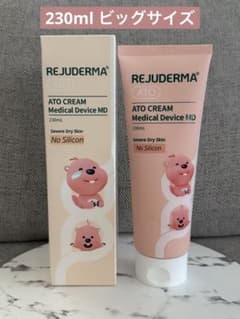 230ml ビッグサイズ
REJUDERMA
ATO CREAM
Medical Device MD
230mL
Severe Dry Skin
No Silicon
REJUDERMA
ATO
ATO CREAM
Medical Device MD
230mL
Severe Dry Skin
No Silicon